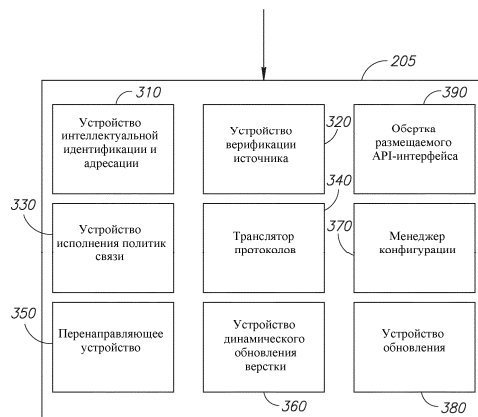 205
310
Устройство
интеллектуальной
идентификации и
адресации
320
Устройство
верификации
источника
390
Обертка
размещаемого
API-интерфейса
330
Устройство
исполнения политик
связи
340
Транслятор
протоколов
370
Менеджер
конфигурации
350
Перенаправляющее
устройство
Устройство
динамического
обновления
верстки
360
Устройство
обновления
380